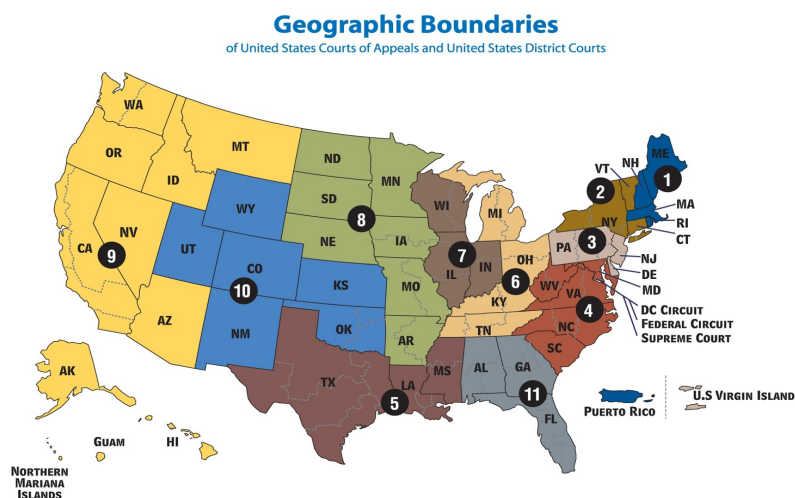 Geographic Boundaries
of United States Courts of Appeals and United States District Courts
WA
MT
ND
MN
OR
ID
SD
WI
MI
VT
NH
ME
1
2
MA
NY
RI
CT
WY
8
NE
IA
NV
CA
9
UT
CO
10
7
IL
IN
OH
6
PA
3
NJ
DE
MD
WV
VA
4
DC Circuit
Federal Circuit
Supreme Court
KS
MO
KY
AZ
NM
OK
AR
TN
NC
SC
AK
TX
LA
5
MS
AL
GA
11
FL
Puerto Rico
U.S Virgin Island
Guam
HI
Northern
Mariana
Islands